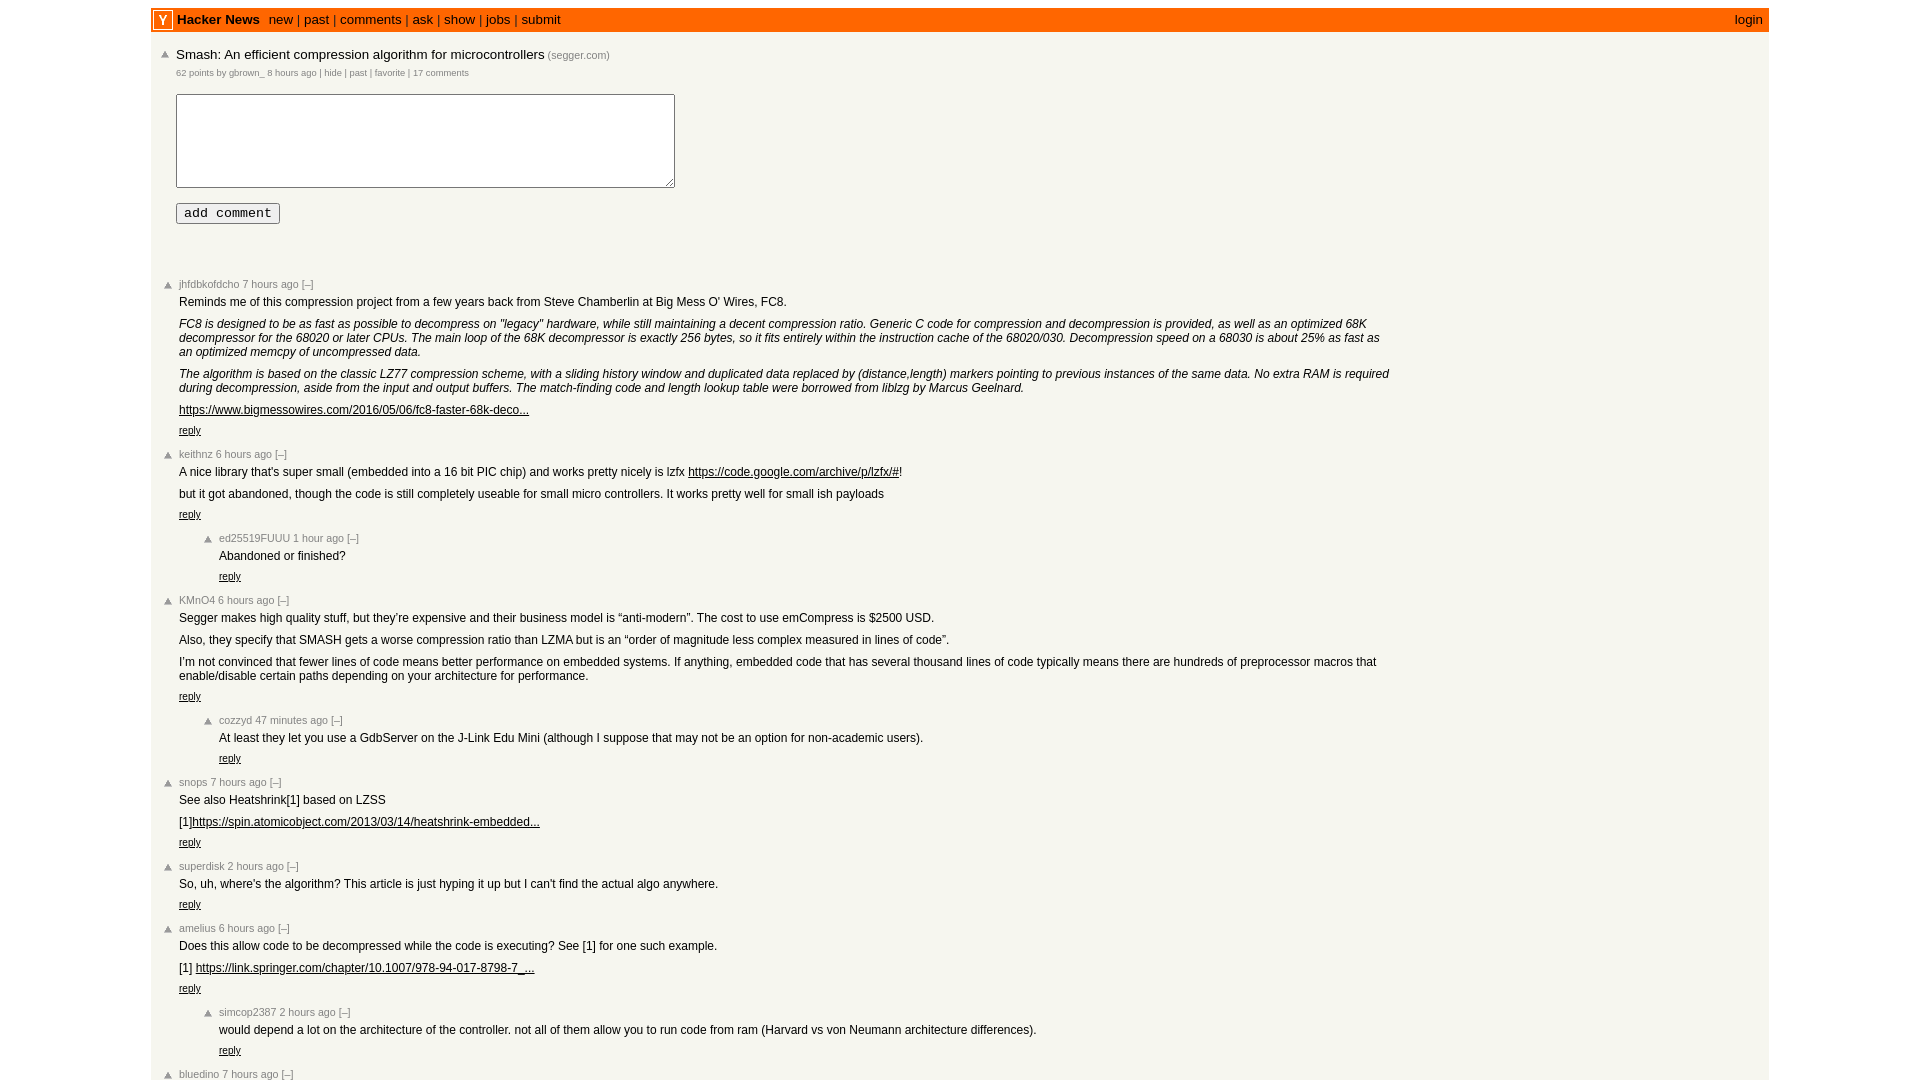 Y Hacker News new | past | comments | ask | show | jobs | submit login
Smash: An efficient compression algorithm for microcontrollers (segger.com)
62 points by gbrown_ 8 hours ago | hide | past | favorite | 17 comments
add comment
jhfdbkofdcho 7 hours ago [–]
Reminds me of this compression project from a few years back from Steve Chamberlin at Big Mess O' Wires, FC8.
FC8 is designed to be as fast as possible to decompress on "legacy" hardware, while still maintaining a decent compression ratio. Generic C code for compression and decompression is provided, as well as an optimized 68K
decompressor for the 68020 or later CPUs. The main loop of the 68K decompressor is exactly 256 bytes, so it fits entirely within the instruction cache of the 68020/030. Decompression speed on a 68030 is about 25% as fast as
an optimized memcpy of uncompressed data.
The algorithm is based on the classic LZ77 compression scheme, with a sliding history window and duplicated data replaced by (distance,length) markers pointing to previous instances of the same data. No extra RAM is required
during decompression, aside from the input and output buffers. The match-finding code and length lookup table were borrowed from liblzg by Marcus Geelnard.
https://www.bigmessowires.com/2016/05/06/fc8-faster-68k-deco...
reply
keithnz 6 hours ago [–]
A nice library that's super small (embedded into a 16 bit PIC chip) and works pretty nicely is lzfx https://code.google.com/archive/p/lzfx/#!
but it got abandoned, though the code is still completely useable for small micro controllers. It works pretty well for small ish payloads
reply
ed25519FUUU 1 hour ago [–]
Abandoned or finished?
reply
KMnO4 6 hours ago [–]
Segger makes high quality stuff, but they’re expensive and their business model is “anti-modern”. The cost to use emCompress is $2500 USD.
Also, they specify that SMASH gets a worse compression ratio than LZMA but is an “order of magnitude less complex measured in lines of code”.
I’m not convinced that fewer lines of code means better performance on embedded systems. If anything, embedded code that has several thousand lines of code typically means there are hundreds of preprocessor macros that
enable/disable certain paths depending on your architecture for performance.
reply
cozzyd 47 minutes ago [–]
At least they let you use a GdbServer on the J-Link Edu Mini (although I suppose that may not be an option for non-academic users).
reply
snops 7 hours ago [–]
See also Heatshrink[1] based on LZSS
[1]https://spin.atomicobject.com/2013/03/14/heatshrink-embedded...
reply
superdisk 2 hours ago [–]
So, uh, where's the algorithm? This article is just hyping it up but I can't find the actual algo anywhere.
reply
amelius 6 hours ago [–]
Does this allow code to be decompressed while the code is executing? See [1] for one such example.
[1] https://link.springer.com/chapter/10.1007/978-94-017-8798-7_...
reply
simcop2387 2 hours ago [–]
would depend a lot on the architecture of the controller. not all of them allow you to run code from ram (Harvard vs von Neumann architecture differences).
reply
bluedino 7 hours ago [–]